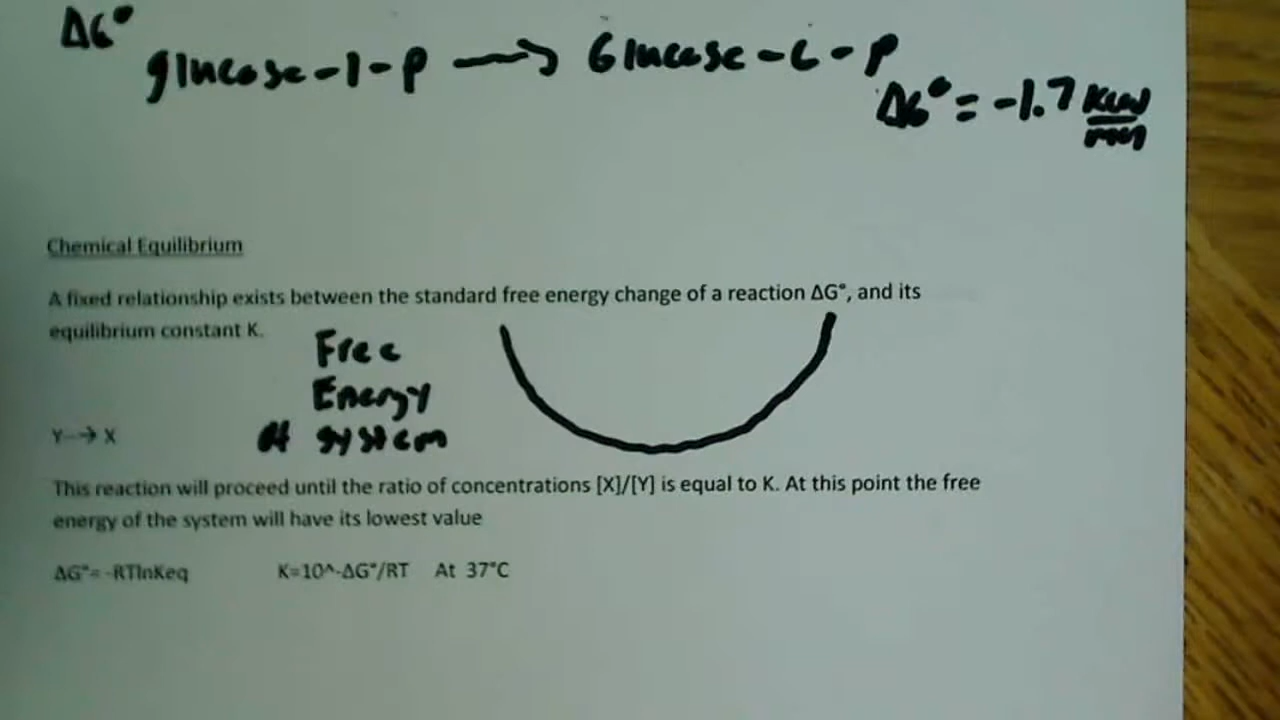 ΔG°
glucose-1-P → Glucose-6-P
ΔG° = -1.7 Kcal/mol
Chemical Equilibrium
A fixed relationship exists between the standard free energy change of a reaction ΔG°, and its
equilibrium constant K.
Free
Energy
of system
Y→ X
This reaction will proceed until the ratio of concentrations [X]/[Y] is equal to K. At this point the free
energy of the system will have its lowest value
ΔG°= -RTlnKeq K=10^-ΔG°/RT At 37°C